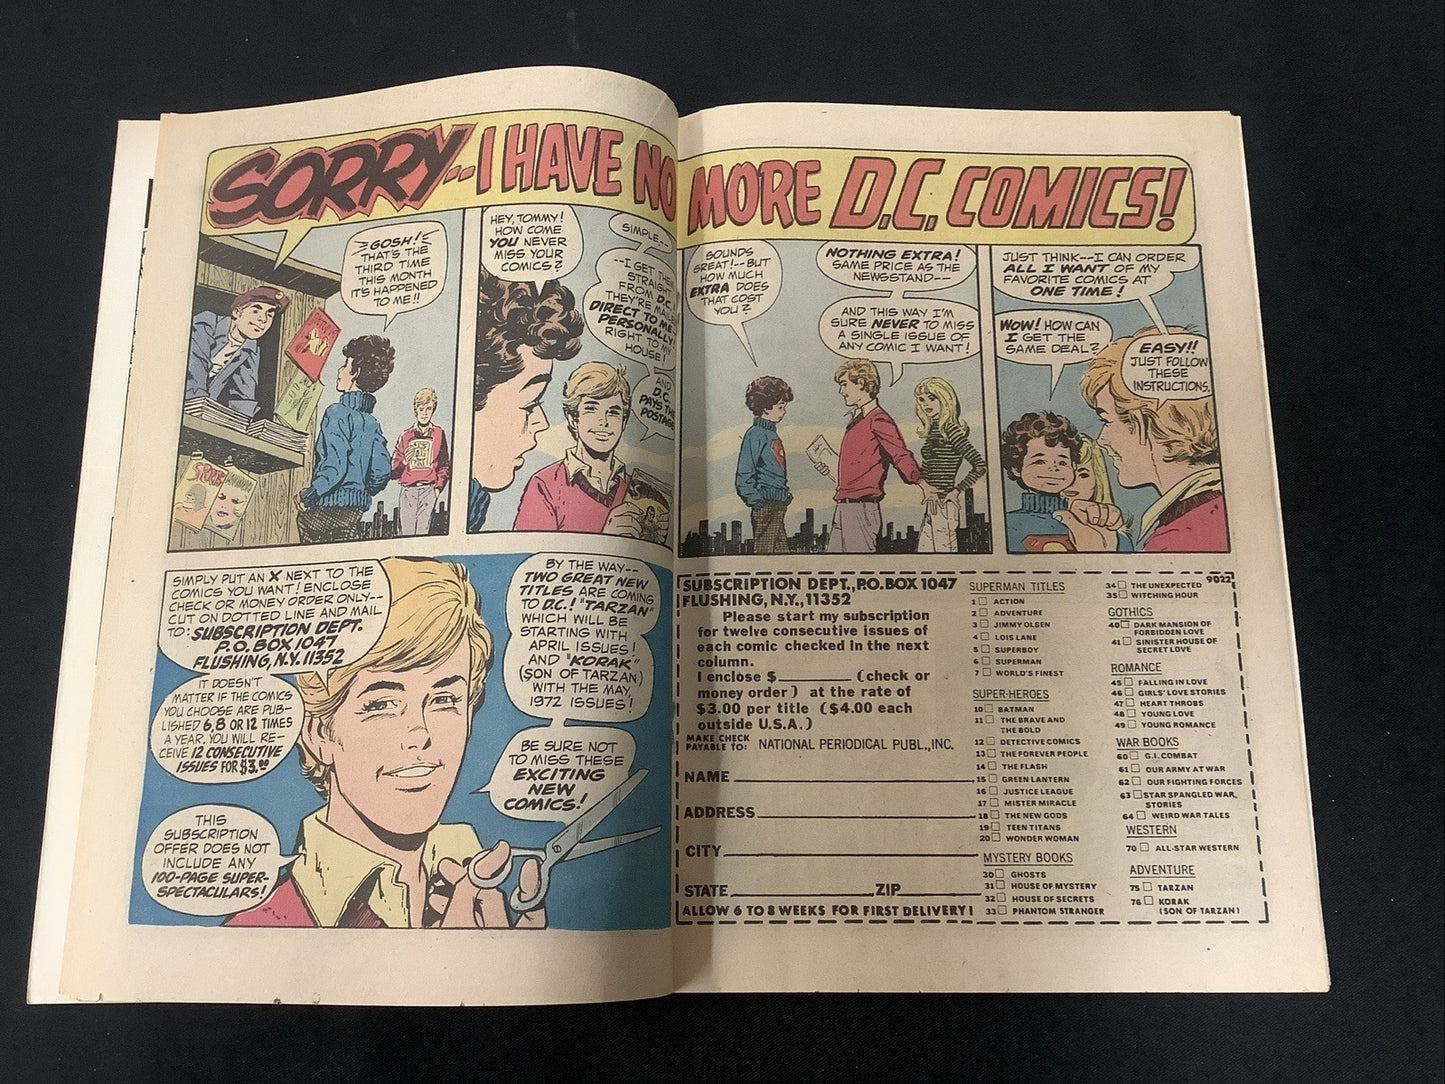 SORRY--I HAVE NO MORE D.C. COMICS!
GOSH!
THAT'S THE
THIRD TIME
THIS MONTH
IT'S HAPPENED
TO ME!!
HEY, TOMMY!
HOW COME
YOU NEVER
MISS YOUR
COMICS?
SIMPLE--
--I GET THEM
STRAIGHT
FROM D.C.!
THEY'RE MAILED
DIRECT TO ME--
PERSONALLY!
RIGHT TO MY
HOUSE!
AND
D.C.
PAYS THE
POSTAGE
SOUNDS
GREAT!--BUT
HOW MUCH
EXTRA DOES
THAT COST
YOU?
NOTHING EXTRA!
SAME PRICE AS THE
NEWSSTAND--
AND THIS WAY I'M
SURE NEVER TO MISS
A SINGLE ISSUE OF
ANY COMIC I WANT!
JUST THINK--I CAN ORDER
ALL I WANT OF MY
FAVORITE COMICS AT
ONE TIME!
WOW! HOW CAN
I GET THE
SAME DEAL?
EASY!!
JUST FOLLOW
THESE
INSTRUCTIONS.
SPORTS
SIMPLY PUT AN X NEXT TO THE
COMICS YOU WANT! ENCLOSE
CHECK OR MONEY ORDER ONLY--
CUT ON DOTTED LINE AND MAIL
TO: SUBSCRIPTION DEPT.
P.O. BOX 1047
FLUSHING, N.Y. 11352
IT DOESN'T
MATTER IF THE COMICS
YOU CHOOSE ARE PUB-
LISHED 6, 8 OR 12 TIMES
A YEAR. YOU WILL RE-
CEIVE 12 CONSECUTIVE
ISSUES FOR $3.00
THIS
SUBSCRIPTION
OFFER DOES NOT
INCLUDE ANY
100-PAGE SUPER-
SPECTACULARS!
BY THE WAY--
TWO GREAT NEW
TITLES ARE COMING
TO D.C.! "TARZAN"
WHICH WILL BE
STARTING WITH
APRIL ISSUES!
AND "KORAK"
(SON OF TARZAN)
WITH THE MAY,
1972 ISSUES!
BE SURE NOT
TO MISS THESE
EXCITING
NEW
COMICS!
SUBSCRIPTION DEPT., P.O. BOX 1047
FLUSHING, N.Y., 11352
Please start my subscription
for twelve consecutive issues of
each comic checked in the next
column.
I enclose $________ (check or
money order) at the rate of
$3.00 per title ($4.00 each
outside U.S.A.)
MAKE CHECK
PAYABLE TO: NATIONAL PERIODICAL PUBL., INC.
NAME
ADDRESS
CITY
STATE ZIP
ALLOW 6 TO 8 WEEKS FOR FIRST DELIVERY!
SUPERMAN TITLES
1 ACTION
2 ADVENTURE
3 JIMMY OLSEN
4 LOIS LANE
5 SUPERBOY
6 SUPERMAN
7 WORLD'S FINEST
SUPER-HEROES
10 BATMAN
11 THE BRAVE AND
THE BOLD
12 DETECTIVE COMICS
13 THE FOREVER PEOPLE
14 THE FLASH
15 GREEN LANTERN
16 JUSTICE LEAGUE
17 MISTER MIRACLE
18 THE NEW GODS
19 TEEN TITANS
20 WONDER WOMAN
MYSTERY BOOKS
30 GHOSTS
31 HOUSE OF MYSTERY
32 HOUSE OF SECRETS
33 PHANTOM STRANGER
9022
34 THE UNEXPECTED
35 WITCHING HOUR
GOTHICS
40 DARK MANSION OF
FORBIDDEN LOVE
41 SINISTER HOUSE OF
SECRET LOVE
ROMANCE
45 FALLING IN LOVE
46 GIRLS' LOVE STORIES
47 HEART THROBS
48 YOUNG LOVE
49 YOUNG ROMANCE
WAR BOOKS
60 G.I. COMBAT
61 OUR ARMY AT WAR
62 OUR FIGHTING FORCES
63 STAR SPANGLED WAR
STORIES
64 WEIRD WAR TALES
WESTERN
70 ALL-STAR WESTERN
ADVENTURE
75 TARZAN
76 KORAK
(SON OF TARZAN)